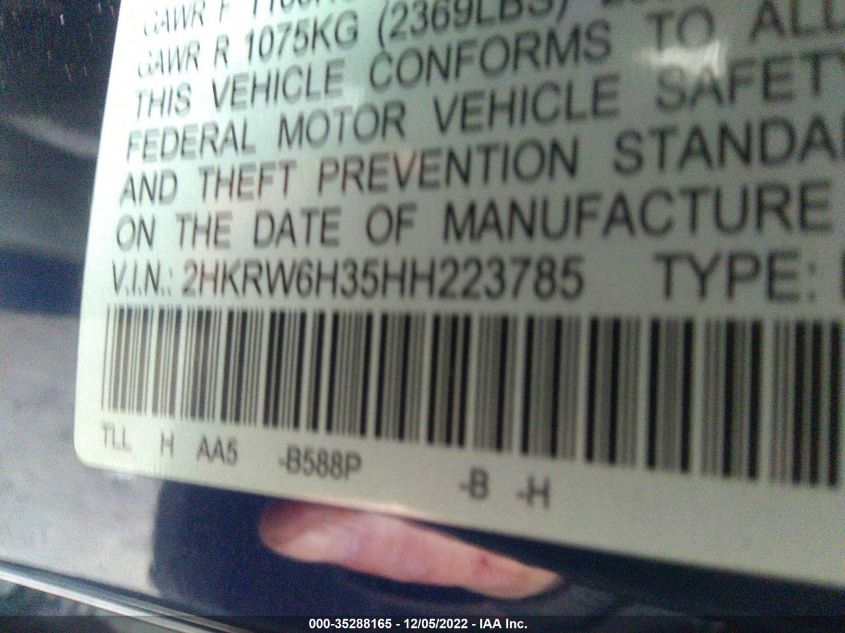 GAWR F
GAWR R 1075KG (2369LBS)
THIS VEHICLE CONFORMS TO ALL
FEDERAL MOTOR VEHICLE SAFETY
AND THEFT PREVENTION STANDA
ON THE DATE OF MANUFACTURE
V.I.N.: 2HKRW6H35HH223785 TYPE:
TLL H AA5 -B588P -B -H
000-35288165 - 12/05/2022 - IAA Inc.